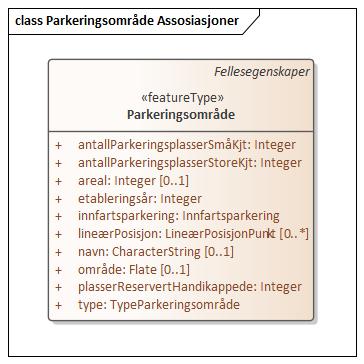 class Parkeringsområde Assosiasjoner
Fellesegenskaper
«featureType»
Parkeringsområde
+ antallParkeringsplasserSmåKjt: Integer
+ antallParkeringsplasserStoreKjt: Integer
+ areal: Integer [0..1]
+ etableringsår: Integer
+ innfartsparkering: Innfartsparkering
+ lineærPosisjon: LineærPosisjonPunkt [0..*]
+ navn: CharacterString [0..1]
+ område: Flate [0..1]
+ plasserReservertHandikappede: Integer
+ type: TypeParkeringsområde